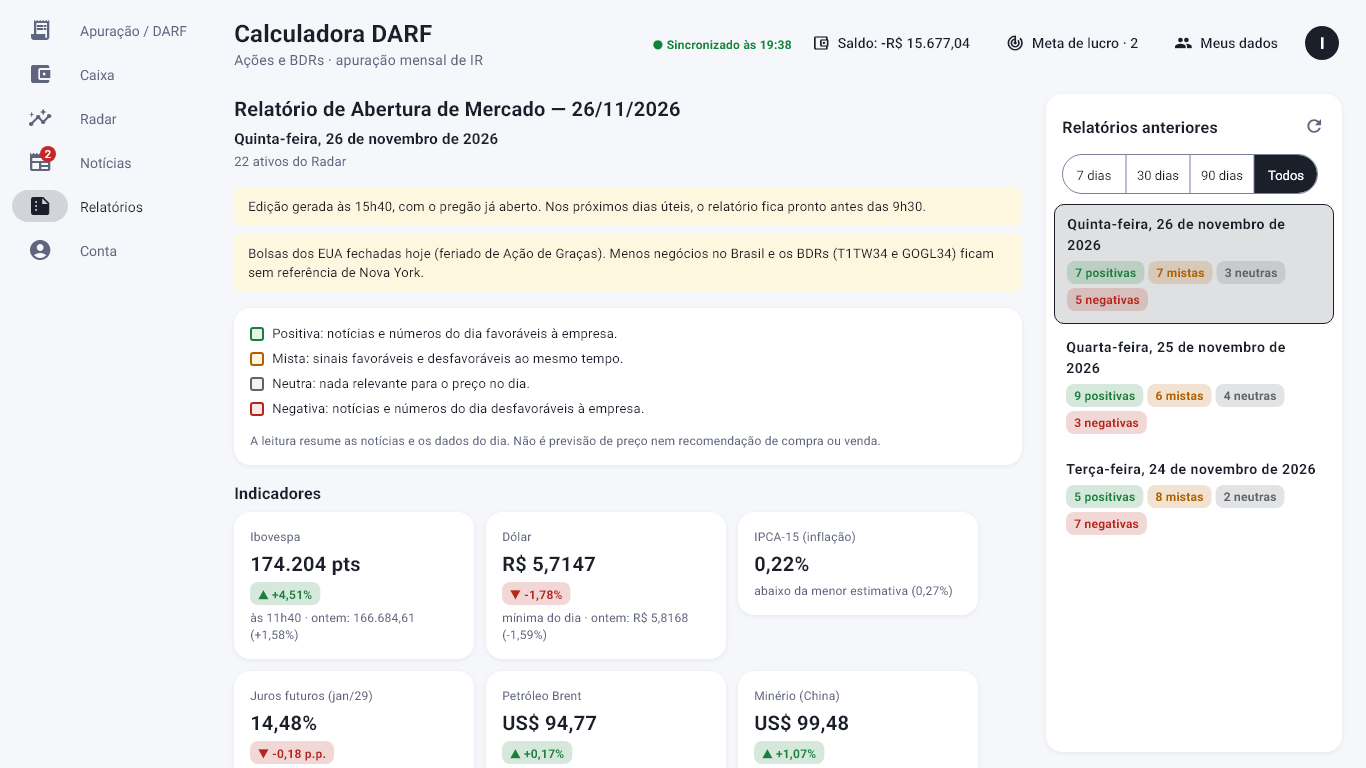 Apuração / DARF
Caixa
Radar
2
Notícias
Relatórios
Conta
Calculadora DARF
Ações e BDRs · apuração mensal de IR
Sincronizado às 19:38
Saldo: -R$ 15.677,04
Meta de lucro · 2
Meus dados
I
Relatório de Abertura de Mercado — 26/11/2026
Quinta-feira, 26 de novembro de 2026
22 ativos do Radar
Edição gerada às 15h40, com o pregão já aberto. Nos próximos dias úteis, o relatório fica pronto antes das 9h30.
Bolsas dos EUA fechadas hoje (feriado de Ação de Graças). Menos negócios no Brasil e os BDRs (T1TW34 e GOGL34) ficam
sem referência de Nova York.
Positiva: notícias e números do dia favoráveis à empresa.
Mista: sinais favoráveis e desfavoráveis ao mesmo tempo.
Neutra: nada relevante para o preço no dia.
Negativa: notícias e números do dia desfavoráveis à empresa.
A leitura resume as notícias e os dados do dia. Não é previsão de preço nem recomendação de compra ou venda.
Indicadores
Ibovespa
174.204 pts
▲ +4,51%
às 11h40 · ontem: 166.684,61
(+1,58%)
Dólar
R$ 5,7147
▼ -1,78%
mínima do dia · ontem: R$ 5,8168
(-1,59%)
IPCA-15 (inflação)
0,22%
abaixo da menor estimativa (0,27%)
Juros futuros (jan/29)
14,48%
▼ -0,18 p.p.
Petróleo Brent
US$ 94,77
▲ +0,17%
Minério (China)
US$ 99,48
▲ +1,07%
Relatórios anteriores
7 dias
30 dias
90 dias
Todos
Quinta-feira, 26 de novembro de
2026
7 positivas
7 mistas
3 neutras
5 negativas
Quarta-feira, 25 de novembro de
2026
9 positivas
6 mistas
4 neutras
3 negativas
Terça-feira, 24 de novembro de 2026
5 positivas
8 mistas
2 neutras
7 negativas